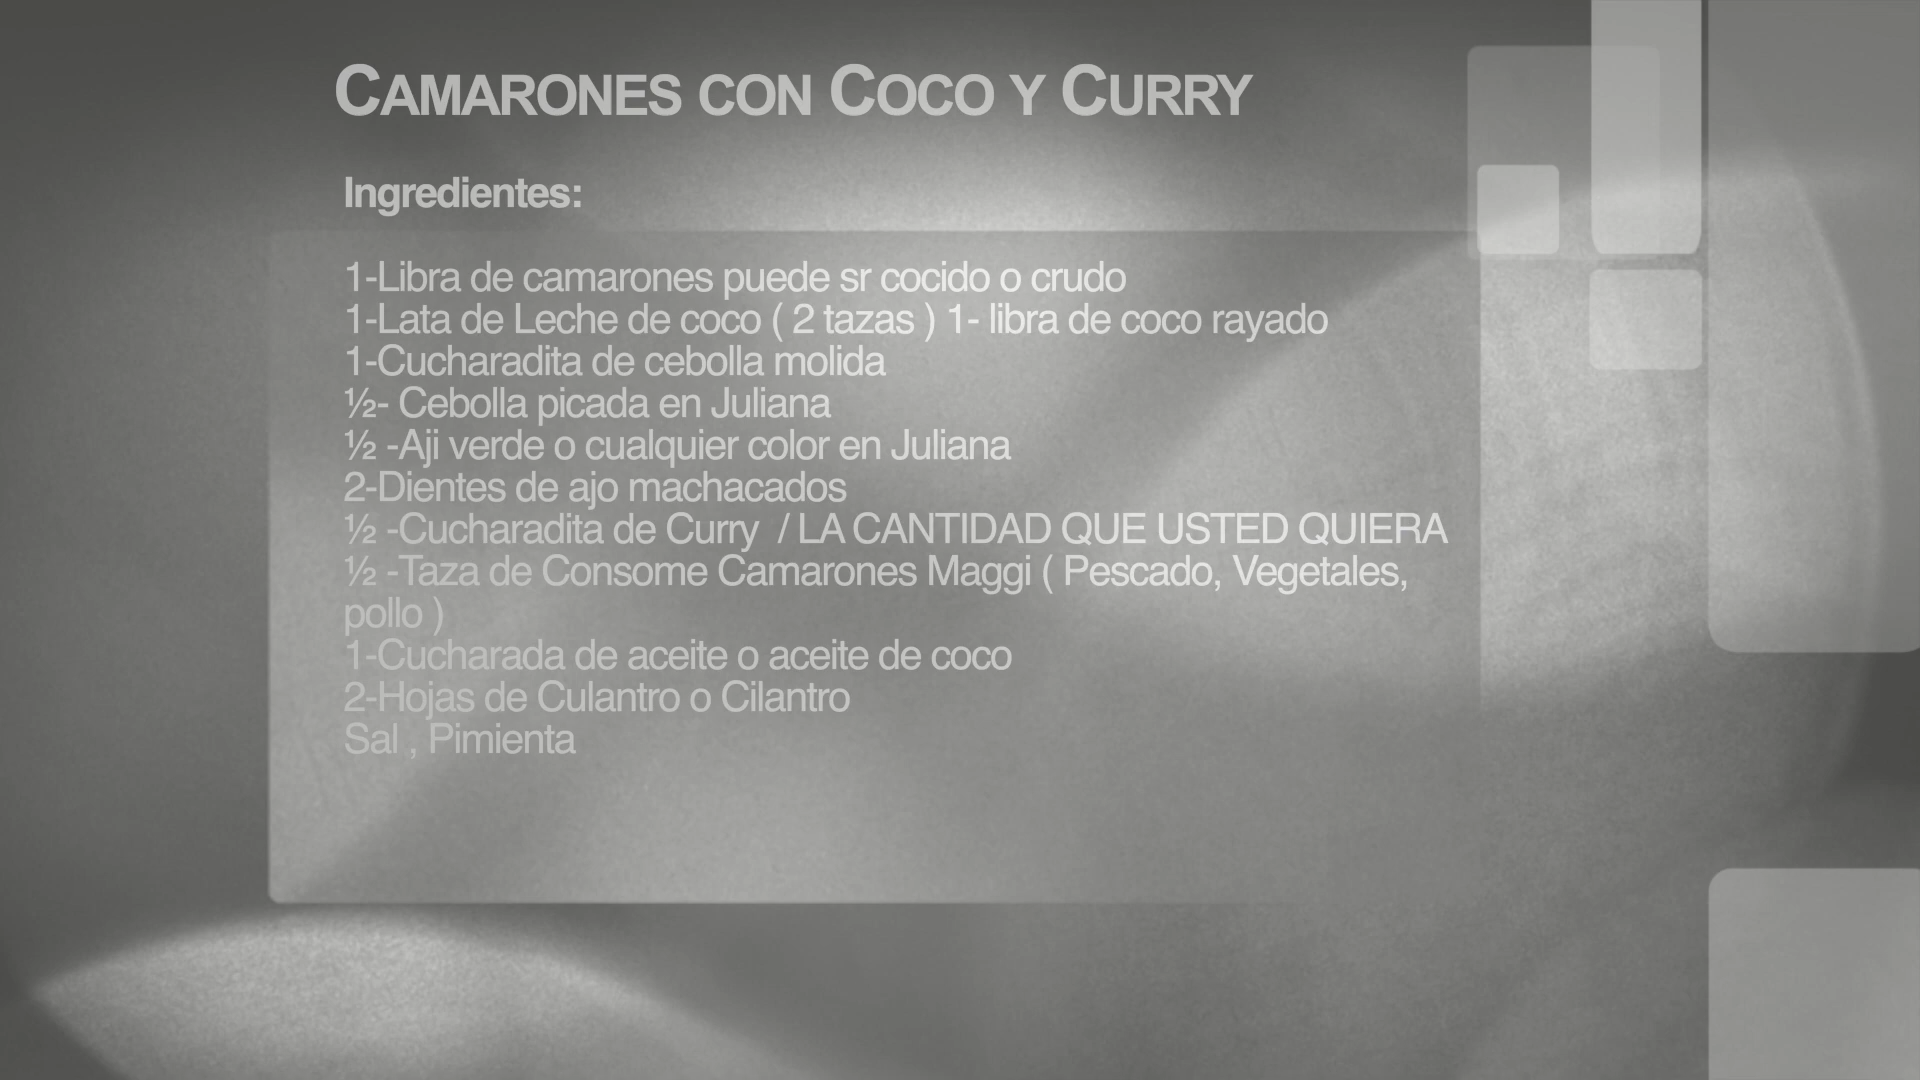 CAMARONES CON COCO Y CURRY
Ingredientes:
1-Libra de camarones puede sr cocido o crudo
1-Lata de Leche de coco ( 2 tazas ) 1- libra de coco rayado
1-Cucharadita de cebolla molida
½- Cebolla picada en Juliana
½ -Aji verde o cualquier color en Juliana
2-Dientes de ajo machacados
½ -Cucharadita de Curry  / LA CANTIDAD QUE USTED QUIERA
½ -Taza de Consome Camarones Maggi ( Pescado, Vegetales,
pollo )
1-Cucharada de aceite o aceite de coco
2-Hojas de Culantro o Cilantro
Sal , Pimienta